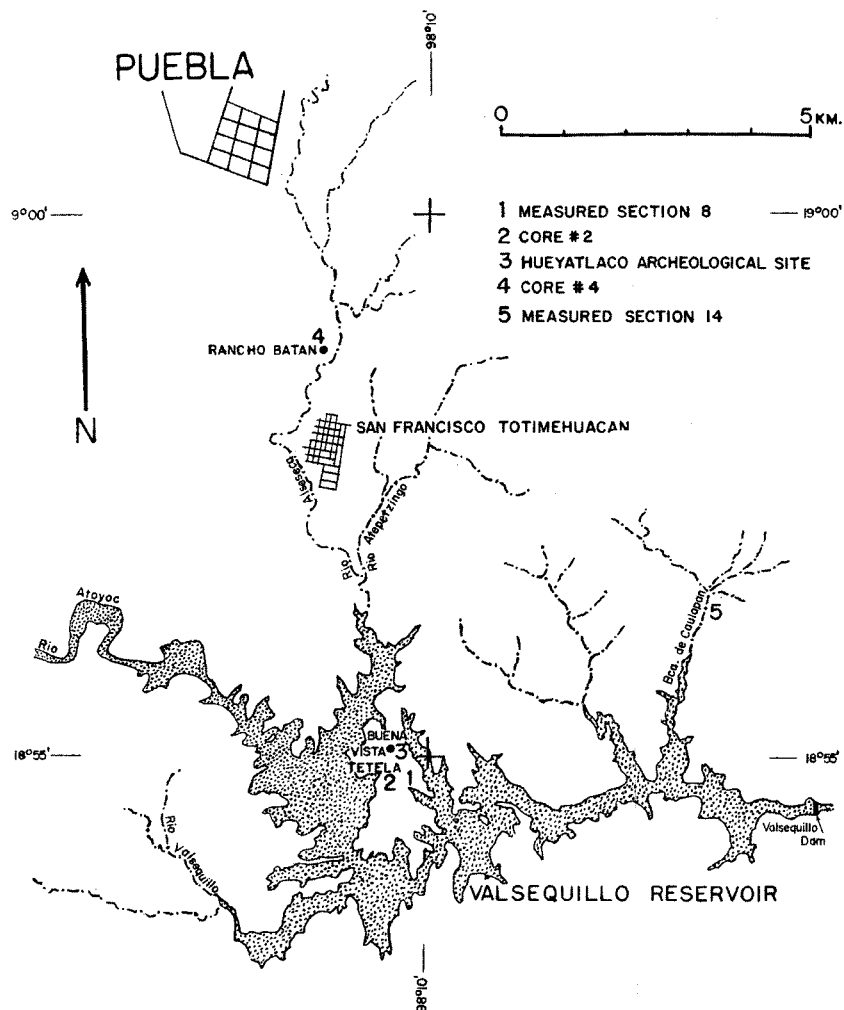 PUEBLA
98°10'
0 5 KM.
9°00'
19°00'
1 MEASURED SECTION 8
2 CORE #2
3 HUEYATLACO ARCHEOLOGICAL SITE
4 CORE #4
5 MEASURED SECTION 14
4
RANCHO BATAN
N
SAN FRANCISCO TOTIMEHUACAN
Rio Alseseca
Rio Atepetzingo
Rio Atoyac
Bca. de Caulapan
5
BUENA
VISTA 3
TETELA
2 1
18°55'
18°55'
Rio Valsequillo
Valsequillo
Dam
VALSEQUILLO RESERVOIR
98°10'